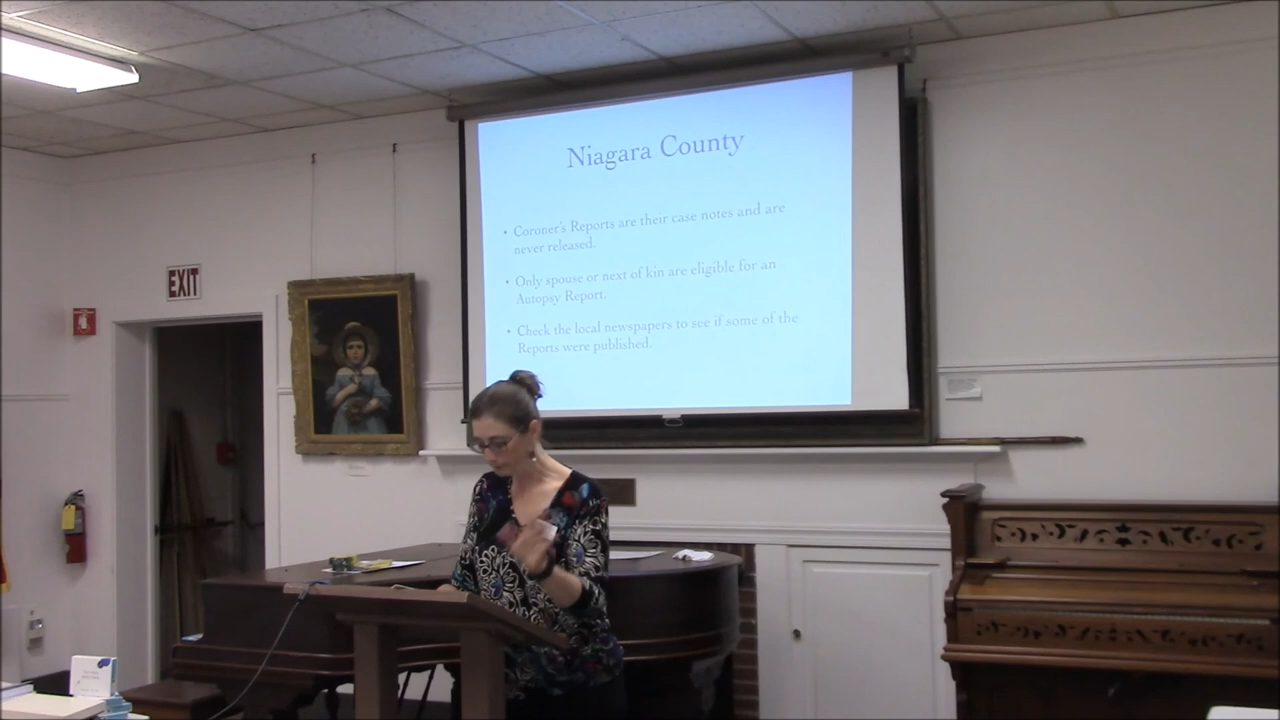 Niagara County
• Coroner's Reports are their case notes and are
never released.
• Only spouse or next of kin are eligible for an
Autopsy Report.
• Check the local newspapers to see if some of the
Reports were published.
EXIT